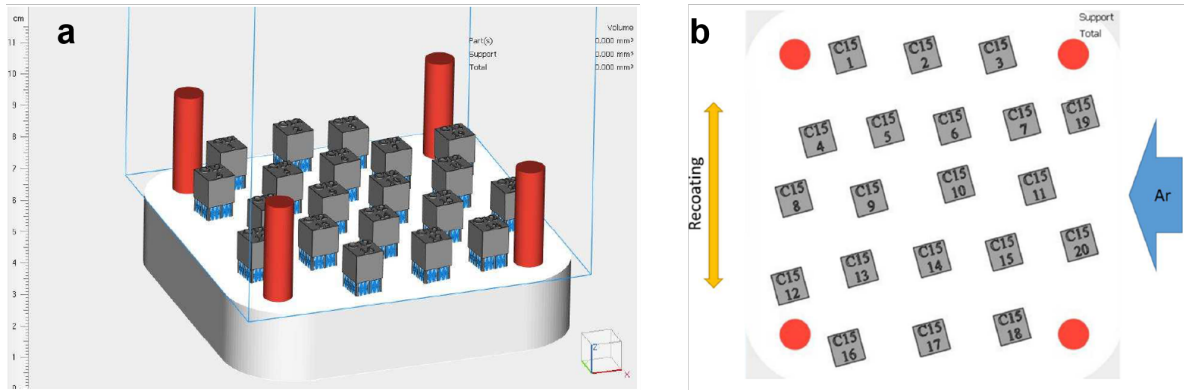 cm
a
Volume
Part(s) 0.000 mm³
Support 0.000 mm³
Total 0.000 mm³
11
10
9
8
7
6
5
4
3
2
1
0
Z
X
b
Support
Total
C15
1
C15
2
C15
3
C15
4
C15
5
C15
6
C15
7
C15
19
C15
8
C15
9
C15
10
C15
11
C15
12
C15
13
C15
14
C15
15
C15
20
C15
16
C15
17
C15
18
Recoating
Ar